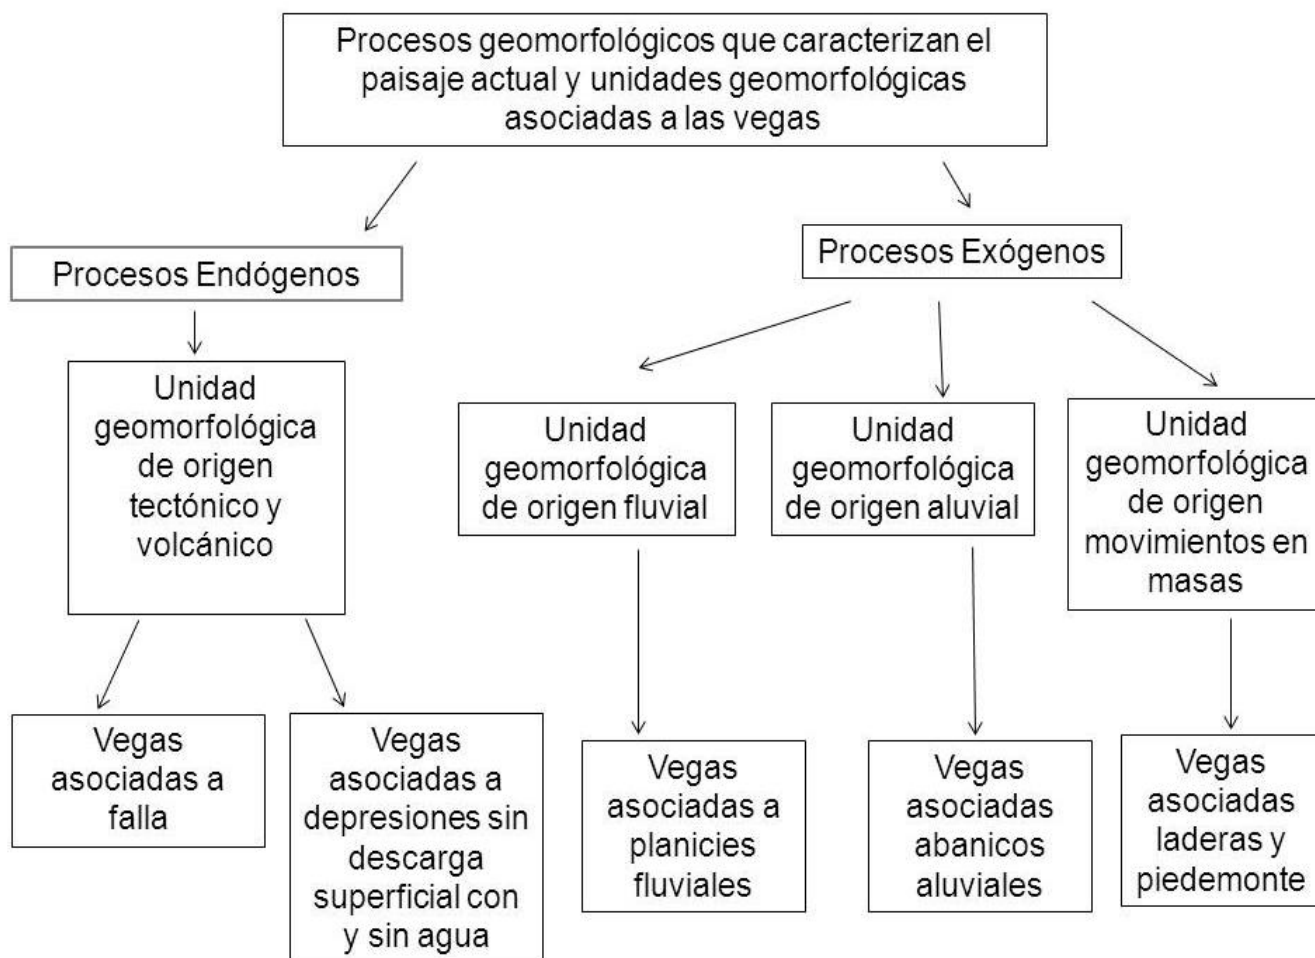 Procesos geomorfológicos que caracterizan el
paisaje actual y unidades geomorfológicas
asociadas a las vegas
Procesos Endógenos
Procesos Exógenos
Unidad
geomorfológica
de origen
tectónico y
volcánico
Unidad
geomorfológica
de origen fluvial
Unidad
geomorfológica
de origen aluvial
Unidad
geomorfológica
de origen
movimientos en
masas
Vegas
asociadas a
falla
Vegas
asociadas a
depresiones sin
descarga
superficial con
y sin agua
Vegas
asociadas a
planicies
fluviales
Vegas
asociadas
abanicos
aluviales
Vegas
asociadas
laderas y
piedemonte